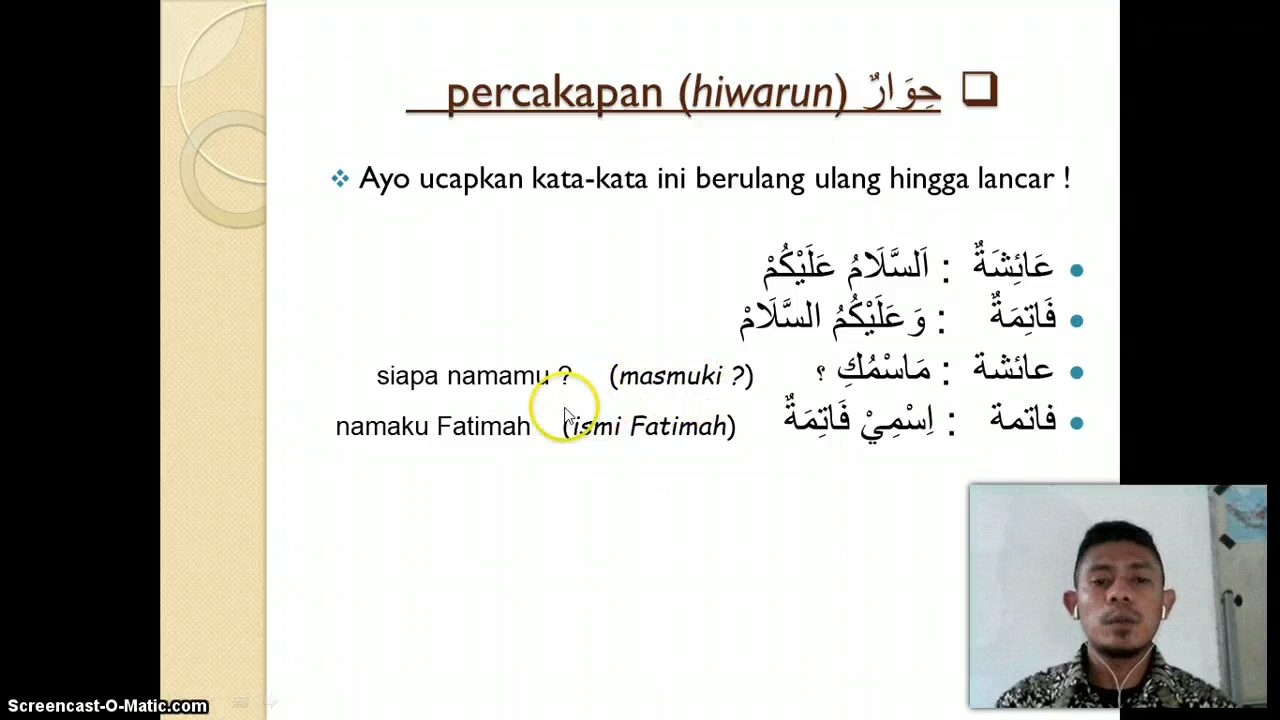 percakapan (hiwarun) حِوَارٌ
Ayo ucapkan kata-kata ini berulang ulang hingga lancar !
عَائِشَةٌ : اَلسَّلَامُ عَلَيْكُمْ
فَاتِمَةٌ : وَعَلَيْكُمُ السَّلَامْ
عائشة : مَاسْمُكِ ؟ (masmuki ?) siapa namamu ?
فاتمة : اِسْمِيْ فَاتِمَةٌ (ismi Fatimah) namaku Fatimah
Screencast-O-Matic.com